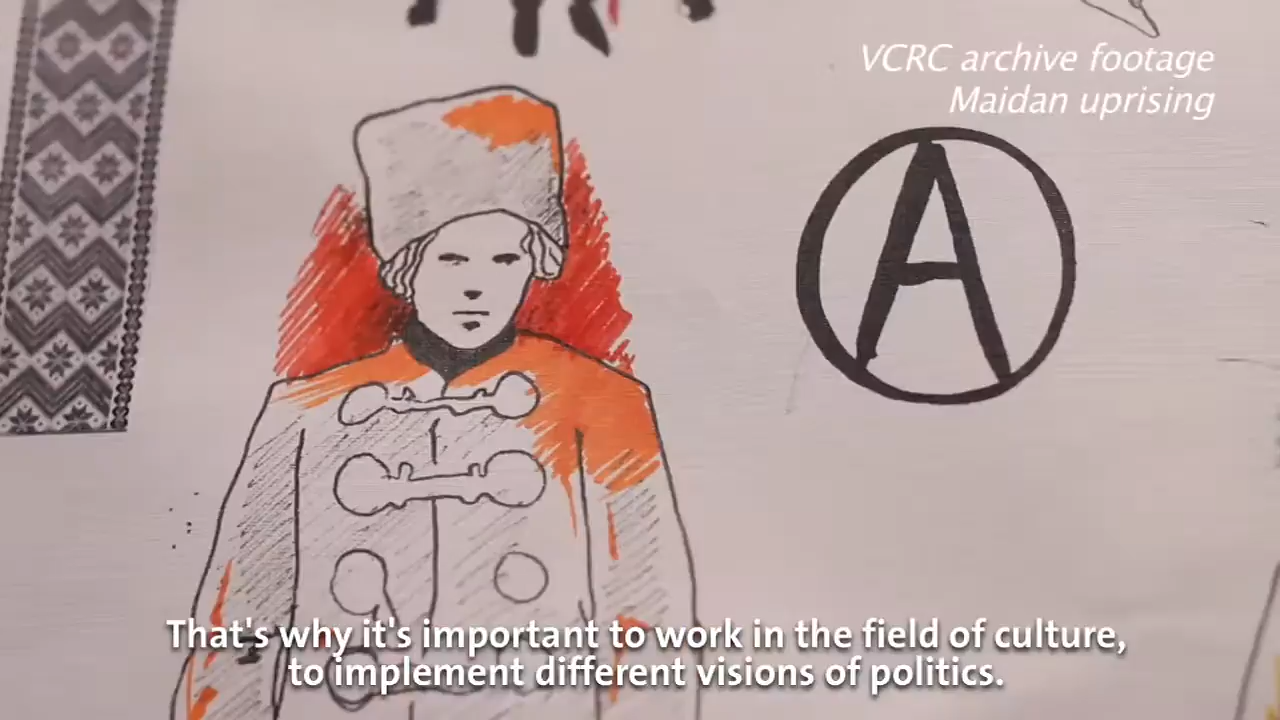 VCRC archive footage
Maidan uprising
A
That's why it's important to work in the field of culture,
to implement different visions of politics.